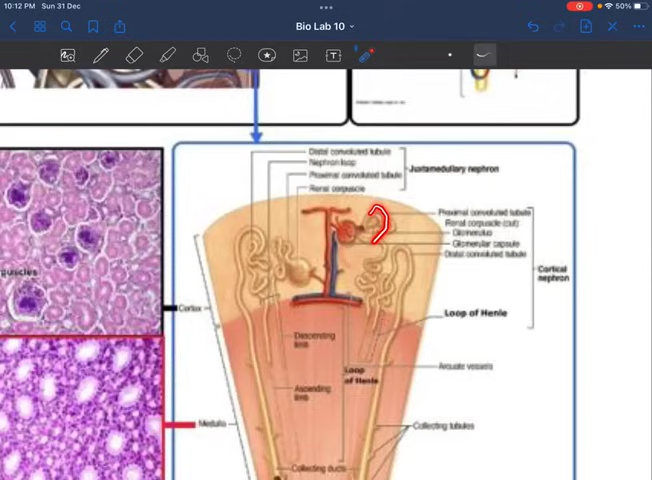 10:12 PM Sun 31 Dec
50%
Bio Lab 10
Distal convoluted tubule
Nephron loop
Proximal convoluted tubule
Renal corpuscle
Juxtamedullary nephron
Proximal convoluted tubule
Renal corpuscle (cut)
Glomerulus
Glomerular capsule
Distal convoluted tubule
Cortical
nephron
puscles
Cortex
Loop of Henle
Descending
limb
Loop
of Henle
Arcuate vessels
Ascending
limb
Medulla
Collecting tubules
Collecting ducts